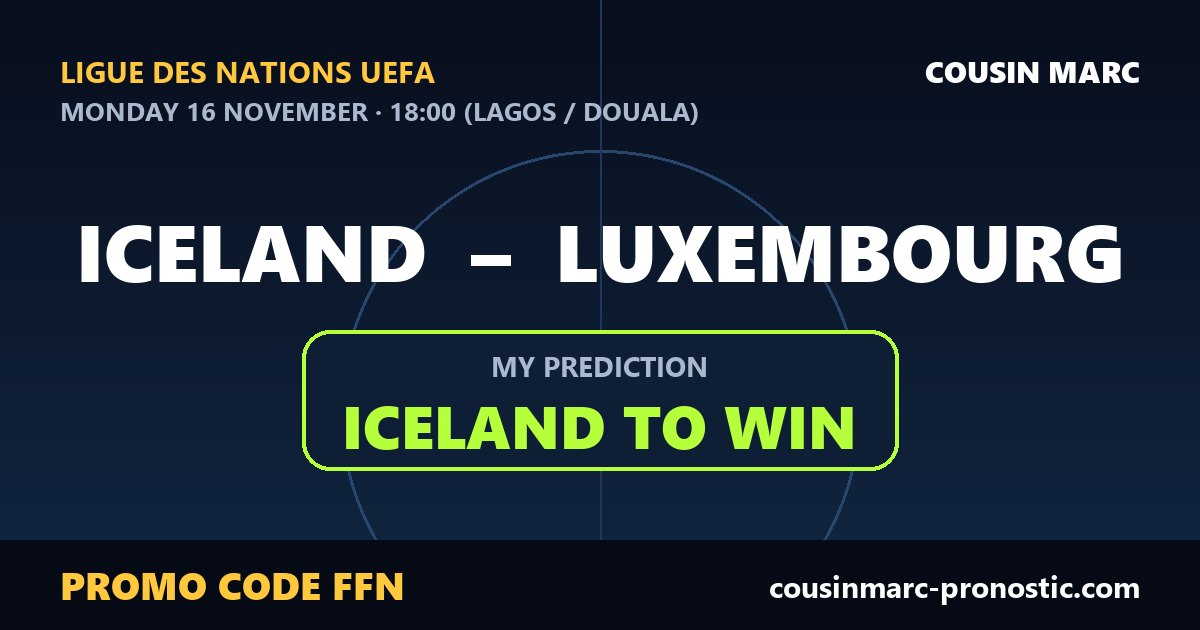 LIGUE DES NATIONS UEFA
COUSIN MARC
MONDAY 16 NOVEMBER · 18:00 (LAGOS / DOUALA)
ICELAND – LUXEMBOURG
MY PREDICTION
ICELAND TO WIN
PROMO CODE FFN
cousinmarc-pronostic.com